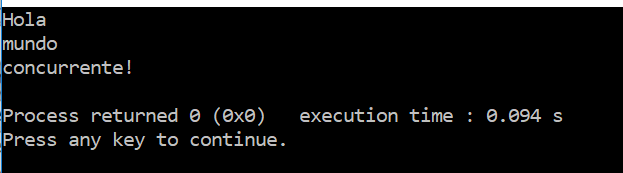 Hola
mundo
concurrente!
Process returned 0 (0x0)   execution time : 0.094 s
Press any key to continue.